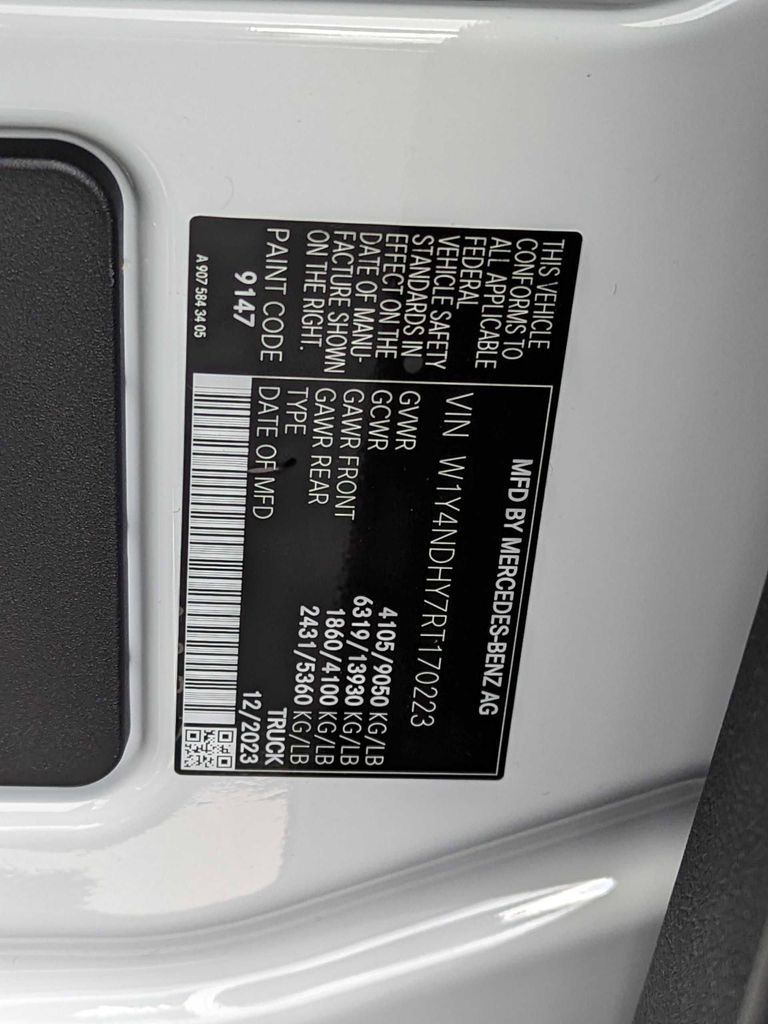 MFD BY MERCEDES-BENZ AG
THIS VEHICLE
CONFORMS TO
ALL APPLICABLE
FEDERAL
VEHICLE SAFETY
STANDARDS IN
EFFECT ON THE
DATE OF MANU-
FACTURE SHOWN
ON THE RIGHT.
PAINT CODE
9147
A 907 584 34 05
VIN W1Y4NDHY7RT170223
GVWR 4105/9050 KG/LB
GCWR 6319/13930 KG/LB
GAWR FRONT 1860/4100 KG/LB
GAWR REAR 2431/5360 KG/LB
TYPE TRUCK
DATE OF MFD 12/2023